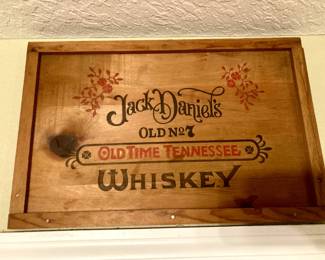 Jack Daniel's
OLD No 7
OLD TIME TENNESSEE
WHISKEY